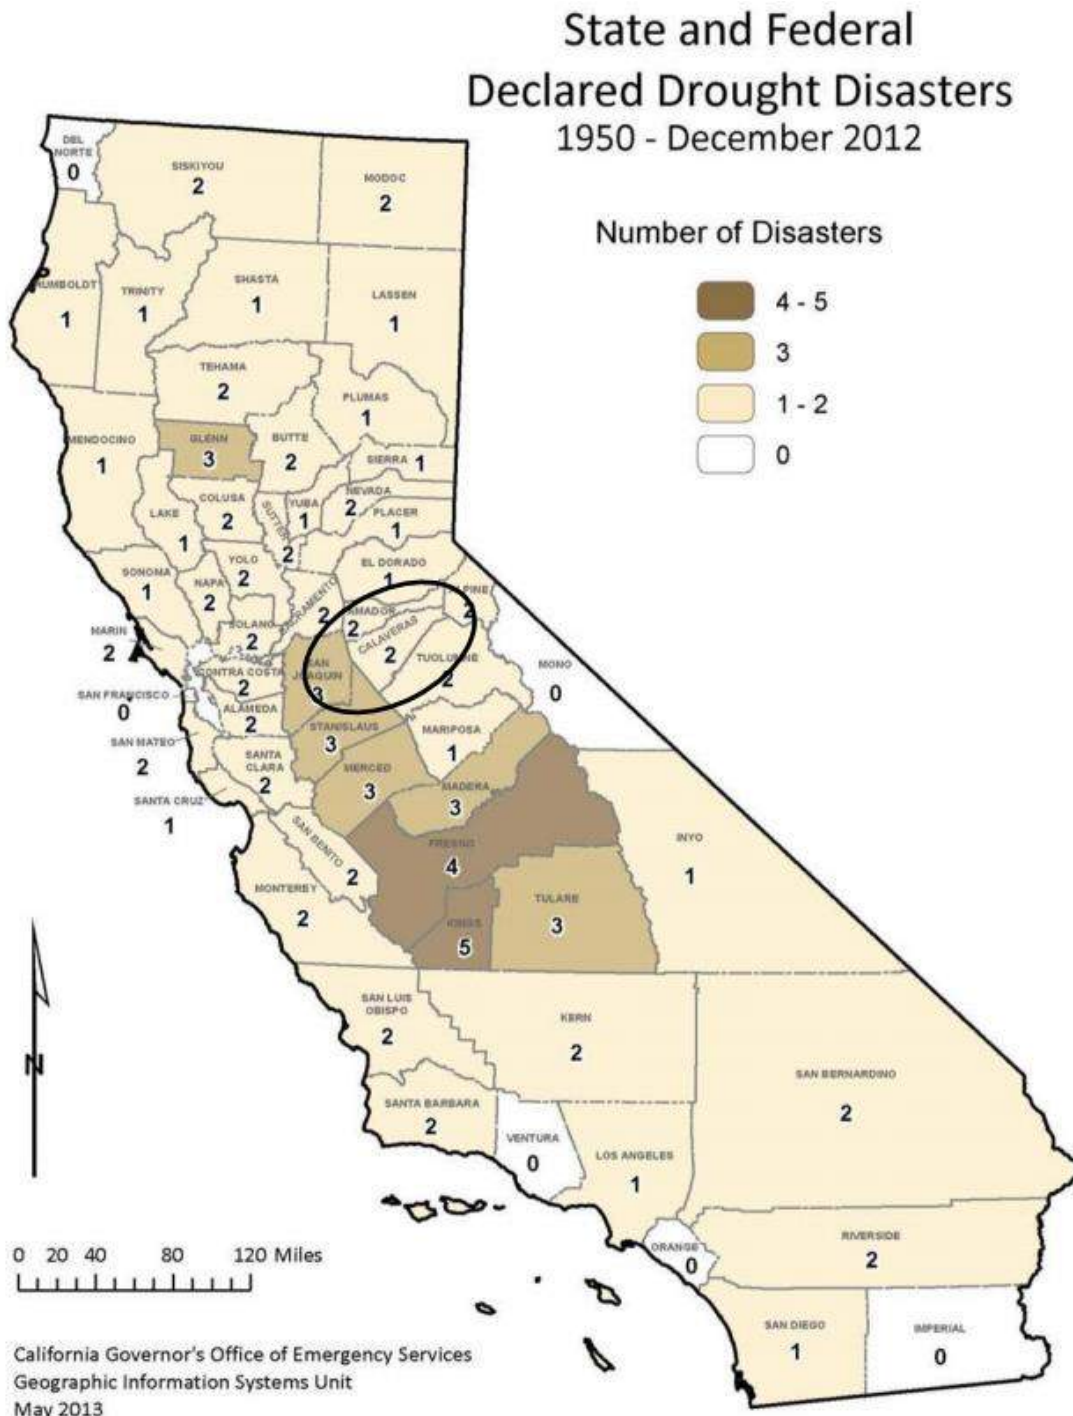 State and Federal
Declared Drought Disasters
1950 - December 2012
Number of Disasters
4 - 5
3
1 - 2
0
DEL
NORTE
0
SISKIYOU
2
MODOC
2
HUMBOLDT
1
TRINITY
1
SHASTA
1
LASSEN
1
TEHAMA
2
PLUMAS
1
MENDOCINO
1
GLENN
3
BUTTE
2
SIERRA 1
NEVADA
2
COLUSA
2
SUTTER
2
YUBA
1
PLACER
1
LAKE
1
EL DORADO
1
SONOMA
1
NAPA
2
YOLO
2
SACRAMENTO
2
AMADOR
2
ALPINE
2
CALAVERAS
2
MARIN
2
SOLANO
2
SAN
JOAQUIN
3
TUOLUMNE
2
MONO
0
CONTRA COSTA
2
SAN FRANCISCO
0
ALAMEDA
2
STANISLAUS
3
MARIPOSA
1
SAN MATEO
2
SANTA
CLARA
2
MERCED
3
MADERA
3
SANTA CRUZ
1
SAN BENITO
2
FRESNO
4
INYO
1
MONTEREY
2
KINGS
5
TULARE
3
SAN LUIS
OBISPO
2
KERN
2
SAN BERNARDINO
2
SANTA BARBARA
2
VENTURA
0
LOS ANGELES
1
ORANGE
0
RIVERSIDE
2
SAN DIEGO
1
IMPERIAL
0
N
0 20 40 80 120 Miles
California Governor's Office of Emergency Services
Geographic Information Systems Unit
May 2013